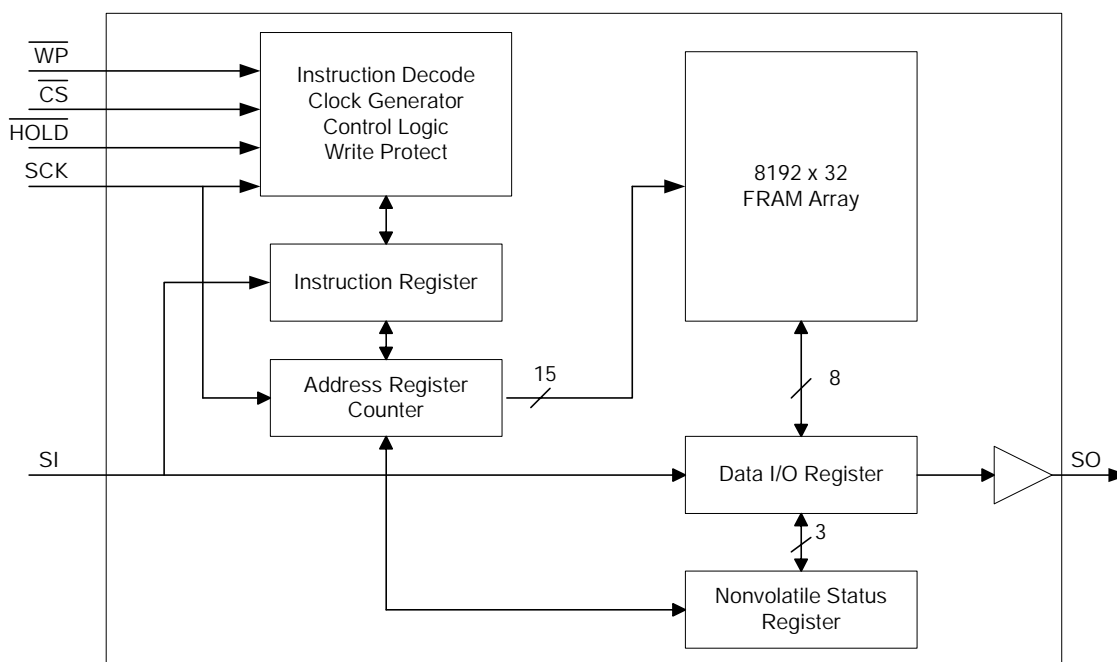 WP
CS
HOLD
SCK
Instruction Decode
Clock Generator
Control Logic
Write Protect
8192 x 32
FRAM Array
Instruction Register
Address Register
Counter
15
8
SI
Data I/O Register
SO
3
Nonvolatile Status
Register